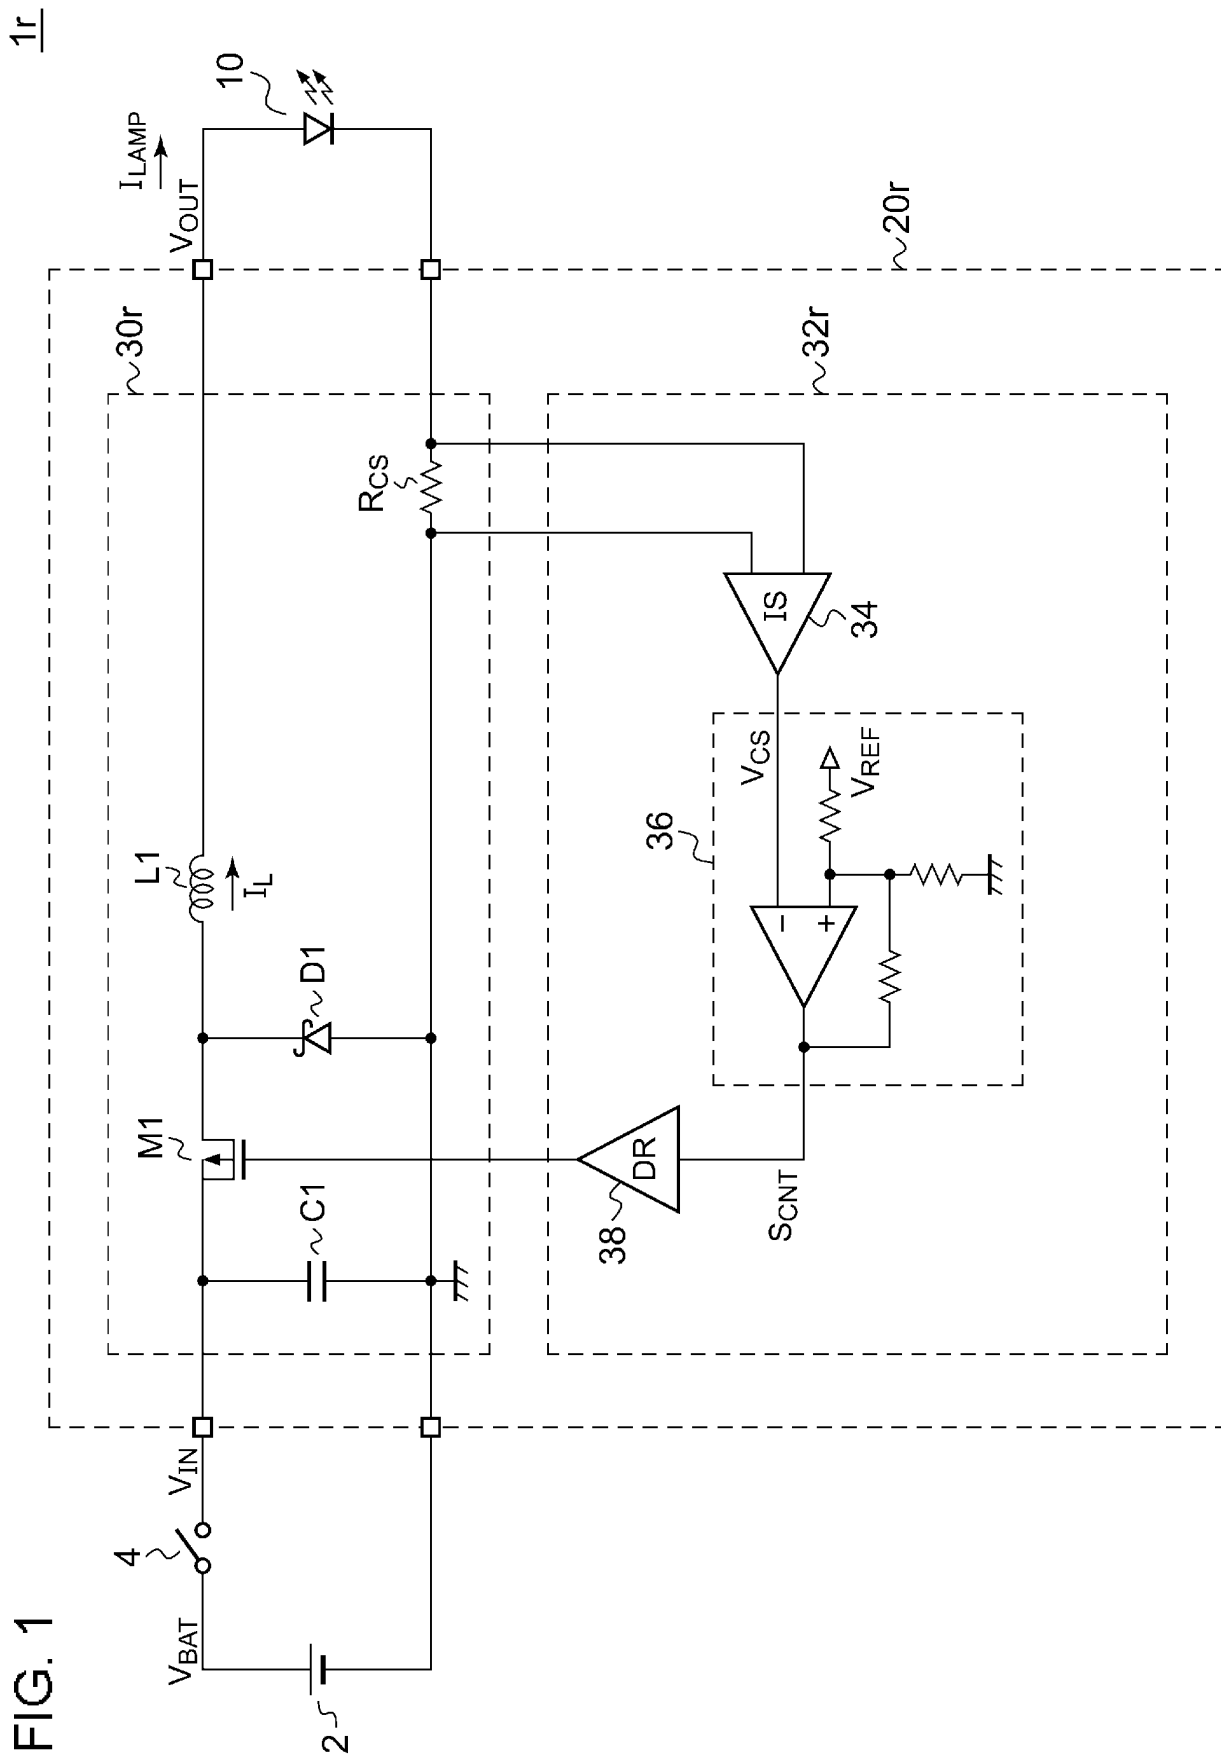 FIG. 1
1r
ILAMP
10
4
VBAT
VIN
VOUT
30r
M1
L1
IL
D1
C1
RCS
2
20r
32r
38
DR
SCNT
36
VCS
VREF
−
+
IS
34